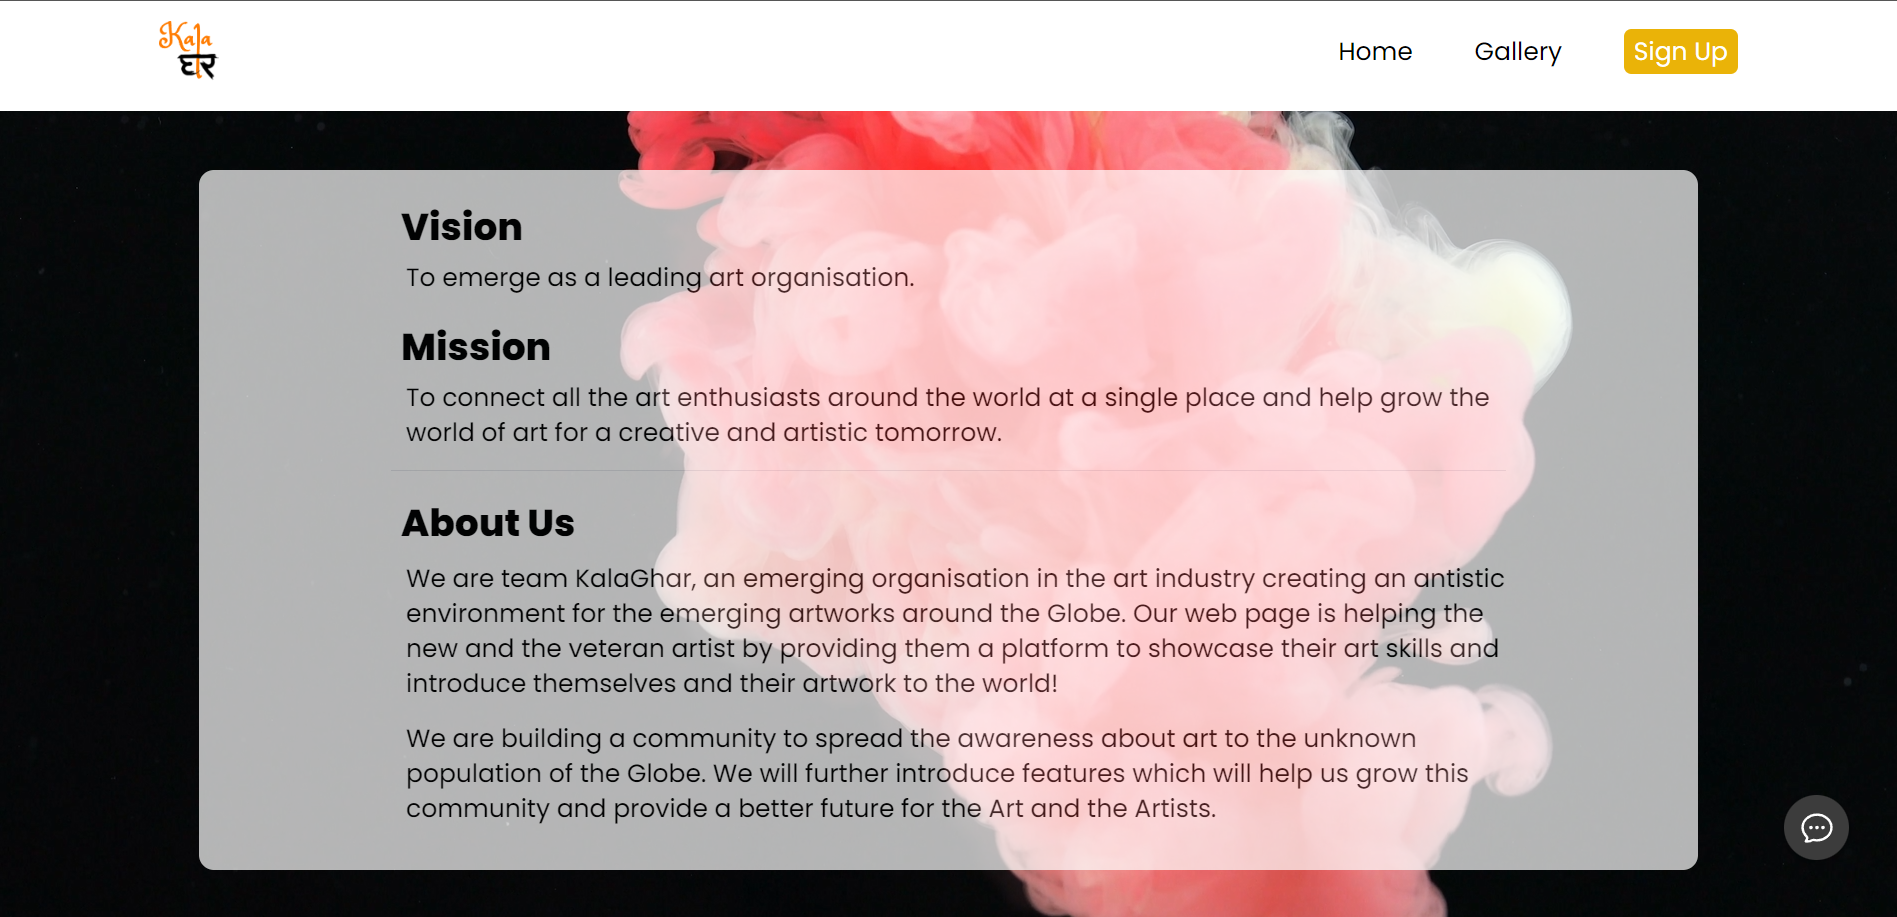 Kala
घर
Home
Gallery
Sign Up
Vision
To emerge as a leading art organisation.
Mission
To connect all the art enthusiasts around the world at a single place and help grow the
world of art for a creative and artistic tomorrow.
About Us
We are team KalaGhar, an emerging organisation in the art industry creating an antistic
environment for the emerging artworks around the Globe. Our web page is helping the
new and the veteran artist by providing them a platform to showcase their art skills and
introduce themselves and their artwork to the world!
We are building a community to spread the awareness about art to the unknown
population of the Globe. We will further introduce features which will help us grow this
community and provide a better future for the Art and the Artists.